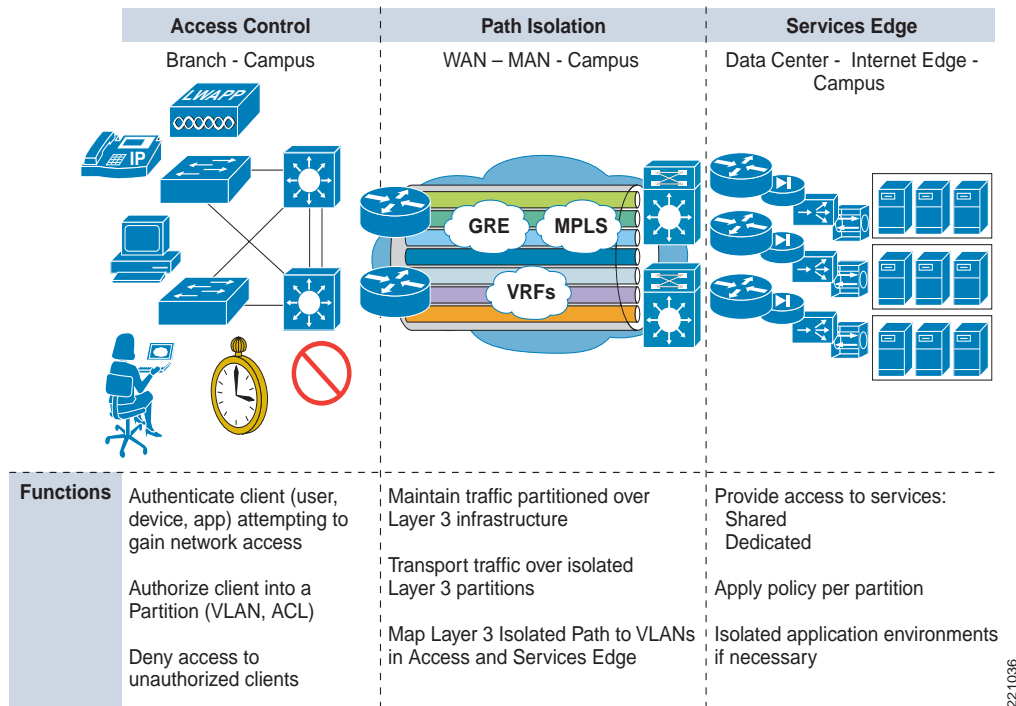 Access Control
Path Isolation
Services Edge
Branch - Campus
WAN – MAN - Campus
Data Center - Internet Edge -
Campus
LWAPP
IP
GRE
MPLS
VRFs
Functions
Authenticate client (user,
device, app) attempting to
gain network access
Authorize client into a
Partition (VLAN, ACL)
Deny access to
unauthorized clients
Maintain traffic partitioned over
Layer 3 infrastructure
Transport traffic over isolated
Layer 3 partitions
Map Layer 3 Isolated Path to VLANs
in Access and Services Edge
Provide access to services:
Shared
Dedicated
Apply policy per partition
Isolated application environments
if necessary
221036